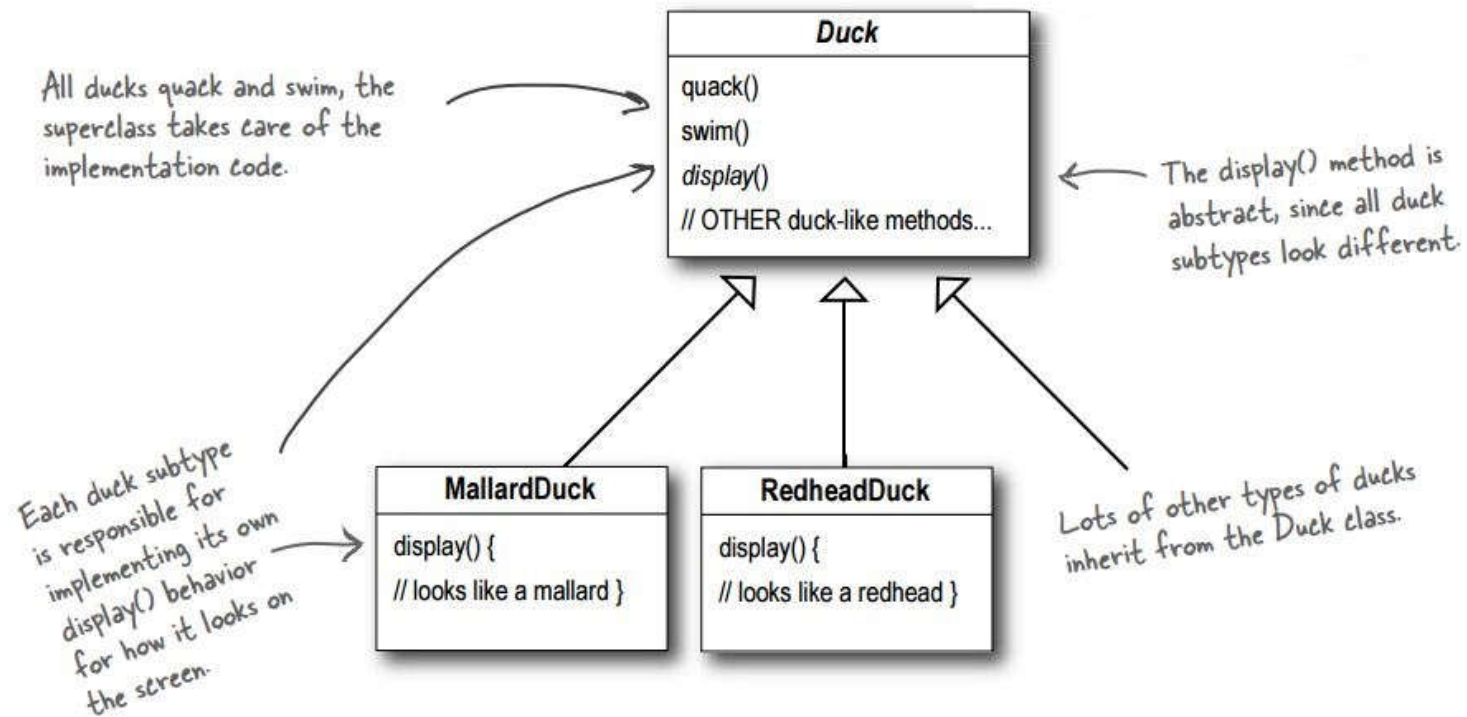 Duck
quack()
swim()
display()
// OTHER duck-like methods...
All ducks quack and swim, the
superclass takes care of the
implementation code.
The display() method is
abstract, since all duck
subtypes look different.
Each duck subtype
is responsible for
implementing its own
display() behavior
for how it looks on
the screen.
MallardDuck
display() {
// looks like a mallard }
RedheadDuck
display() {
// looks like a redhead }
Lots of other types of ducks
inherit from the Duck class.